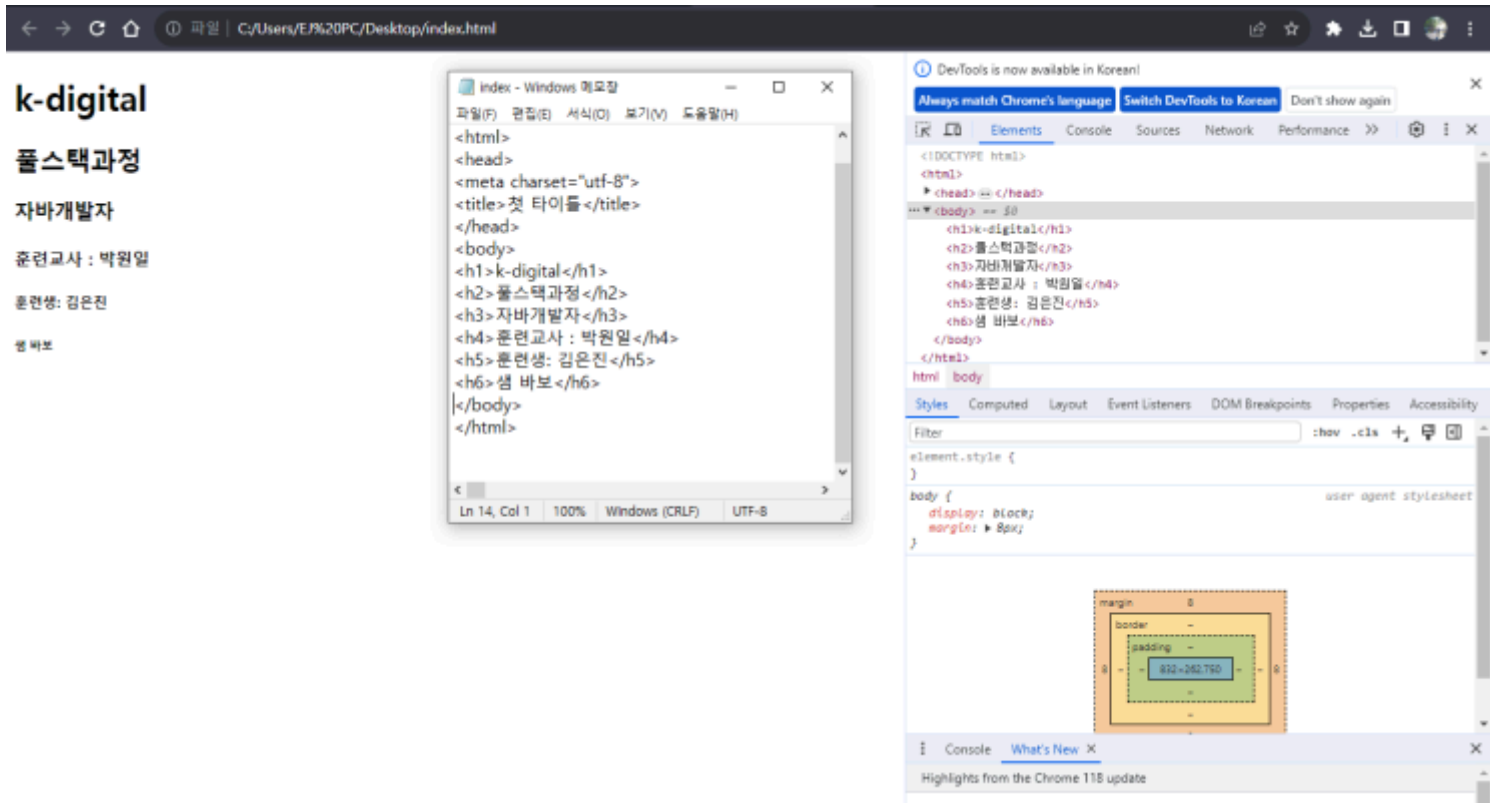 파일 | C:/Users/EJ%20PC/Desktop/index.html
k-digital
풀스택과정
자바개발자
훈련교사 : 박원일
훈련생: 김은진
샘 바보
index - Windows 메모장
파일(F) 편집(E) 서식(O) 보기(V) 도움말(H)
<html>
<head>
<meta charset="utf-8">
<title>첫 타이틀</title>
</head>
<body>
<h1>k-digital</h1>
<h2>풀스택과정</h2>
<h3>자바개발자</h3>
<h4>훈련교사 : 박원일</h4>
<h5>훈련생: 김은진</h5>
<h6>샘 바보</h6>
</body>
</html>
Ln 14, Col 1 100% Windows (CRLF) UTF-8
DevTools is now available in Korean!
Always match Chrome's language Switch DevTools to Korean Don't show again
Elements Console Sources Network Performance
<!DOCTYPE html>
<html>
<head> … </head>
<body> == $0
<h1>k-digital</h1>
<h2>풀스택과정</h2>
<h3>자바개발자</h3>
<h4>훈련교사 : 박원일</h4>
<h5>훈련생: 김은진</h5>
<h6>샘 바보</h6>
</body>
</html>
html body
Styles Computed Layout Event Listeners DOM Breakpoints Properties Accessibility
Filter :hov .cls
element.style {
}
body { user agent stylesheet
display: block;
margin: 8px;
}
margin 8
border -
padding -
8 - - 832×262.750 - - 8
-
-
Console What's New
Highlights from the Chrome 118 update